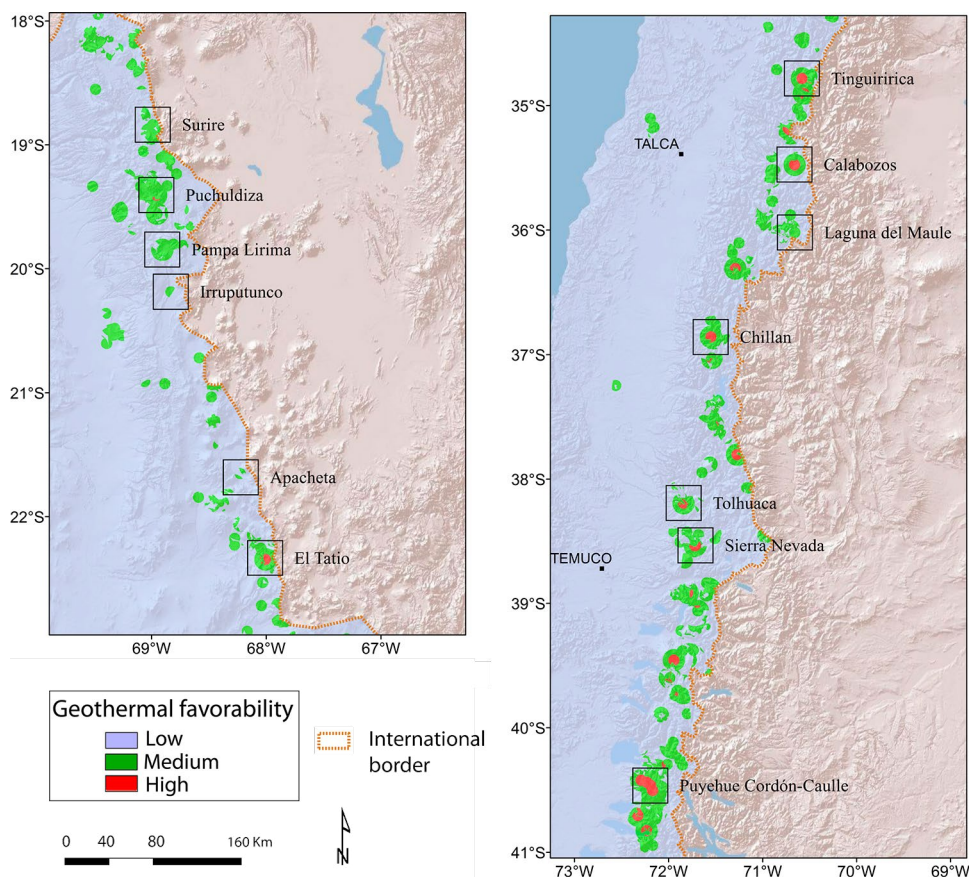 18°S
19°S
20°S
21°S
22°S
69°W
68°W
67°W
Surire
Puchuldiza
Pampa Lirima
Irruputunco
Apacheta
El Tatio
Geothermal favorability
Low
Medium
High
International
border
0 40 80 160 Km
N
35°S
36°S
37°S
38°S
39°S
40°S
41°S
73°W
72°W
71°W
70°W
69°W
Tinguiririca
TALCA
Calabozos
Laguna del Maule
Chillan
Tolhuaca
Sierra Nevada
TEMUCO
Puyehue Cordón-Caulle